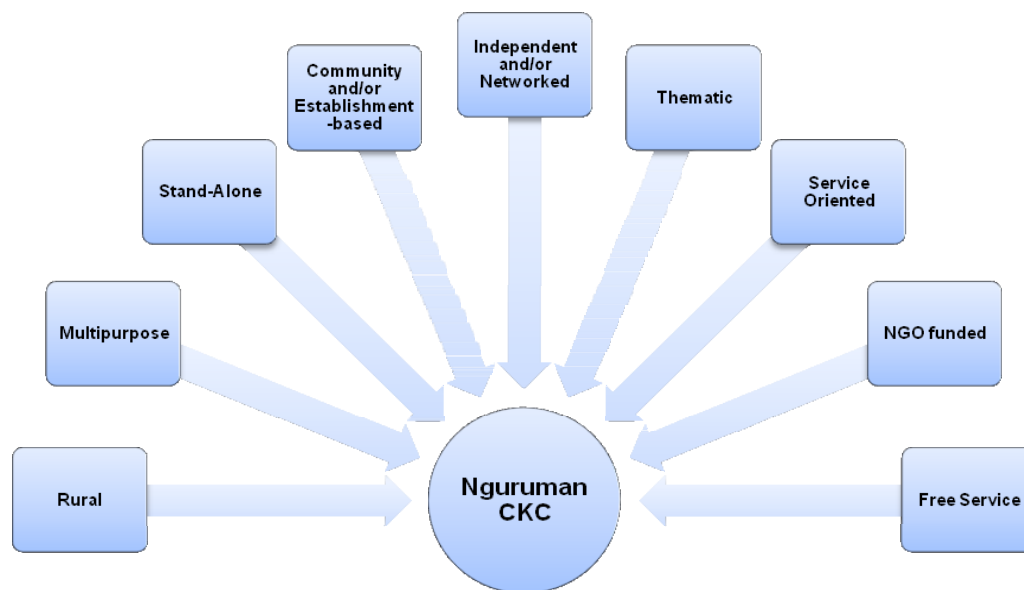 Independent
and/or
Networked
Community
and/or
Establishment
-based
Thematic
Stand-Alone
Service
Oriented
Multipurpose
NGO funded
Rural
Nguruman
CKC
Free Service